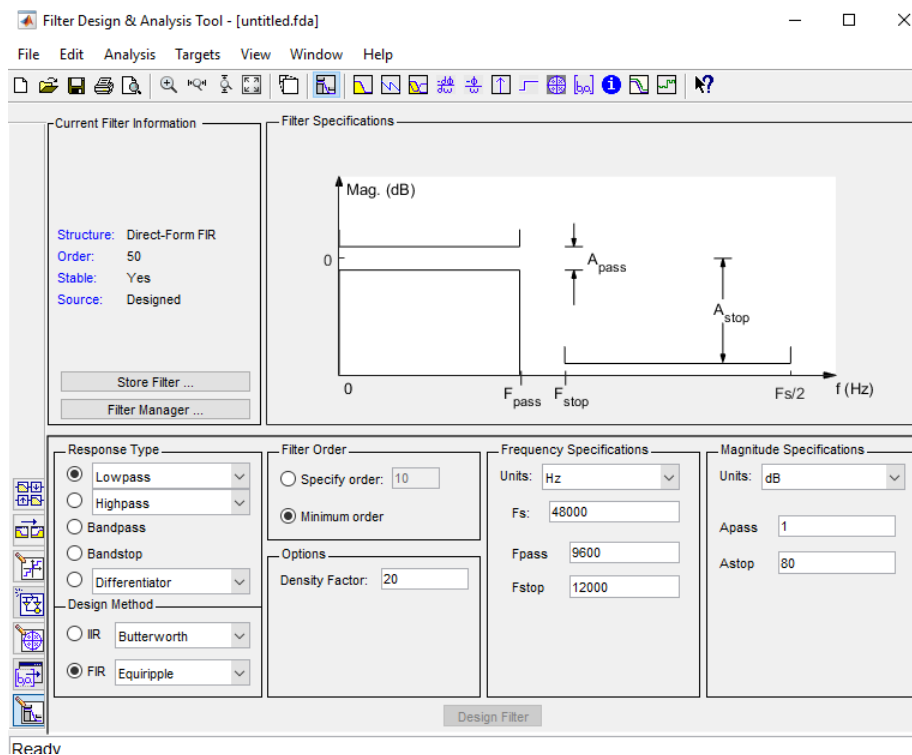 Filter Design & Analysis Tool - [untitled.fda]
File Edit Analysis Targets View Window Help
Current Filter Information
Structure: Direct-Form FIR
Order: 50
Stable: Yes
Source: Designed
Store Filter ...
Filter Manager ...
Filter Specifications
Mag. (dB)
0
Apass
Astop
0
Fpass
Fstop
Fs/2
f (Hz)
Response Type
Lowpass
Highpass
Bandpass
Bandstop
Differentiator
Design Method
IIR Butterworth
FIR Equiripple
Filter Order
Specify order: 10
Minimum order
Options
Density Factor: 20
Frequency Specifications
Units: Hz
Fs: 48000
Fpass 9600
Fstop 12000
Magnitude Specifications
Units: dB
Apass 1
Astop 80
Design Filter
Ready